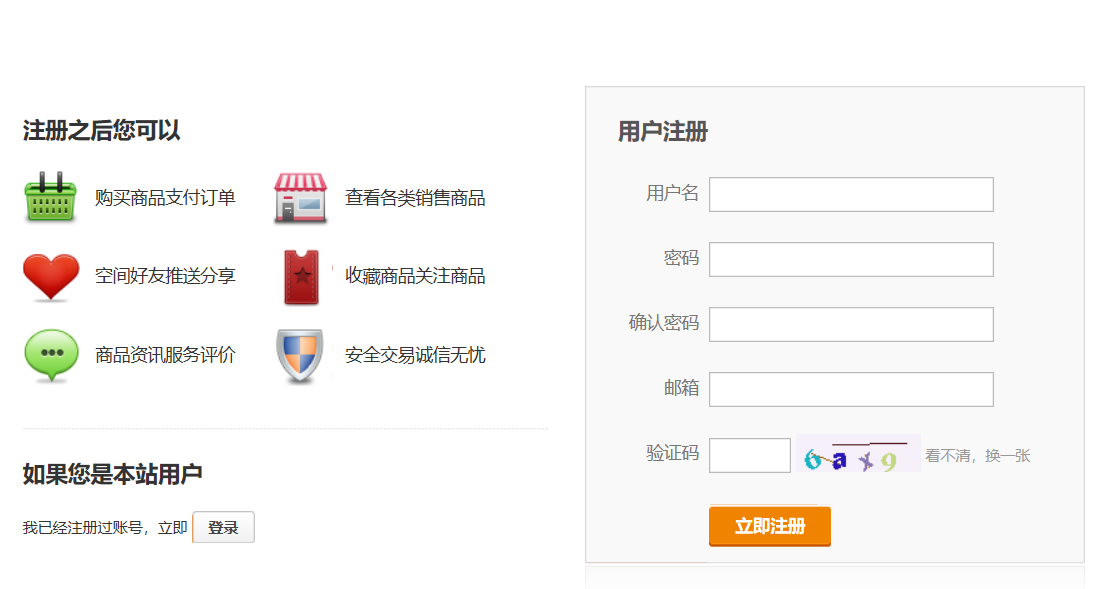 注册之后您可以
购买商品支付订单
查看各类销售商品
空间好友推送分享
收藏商品关注商品
商品资讯服务评价
安全交易诚信无忧
如果您是本站用户
我已经注册过账号，立即 登录
用户注册
用户名
密码
确认密码
邮箱
验证码 6axg 看不清，换一张
立即注册